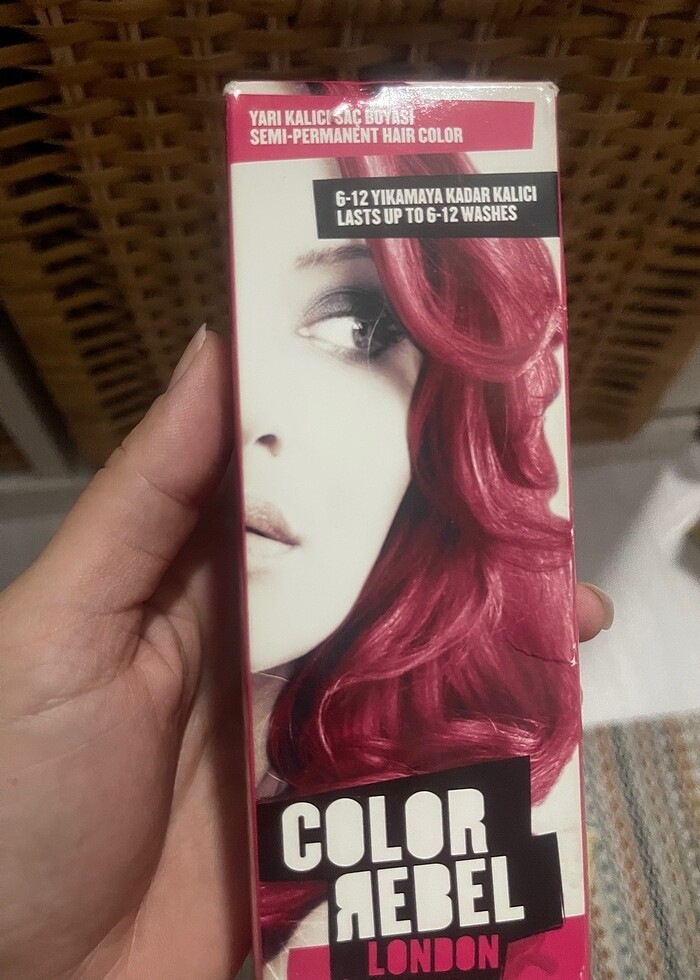 YARI KALICI SAÇ BOYASI
SEMI-PERMANENT HAIR COLOR
6-12 YIKAMAYA KADAR KALICI
LASTS UP TO 6-12 WASHES
COLOR
REBEL
LONDON